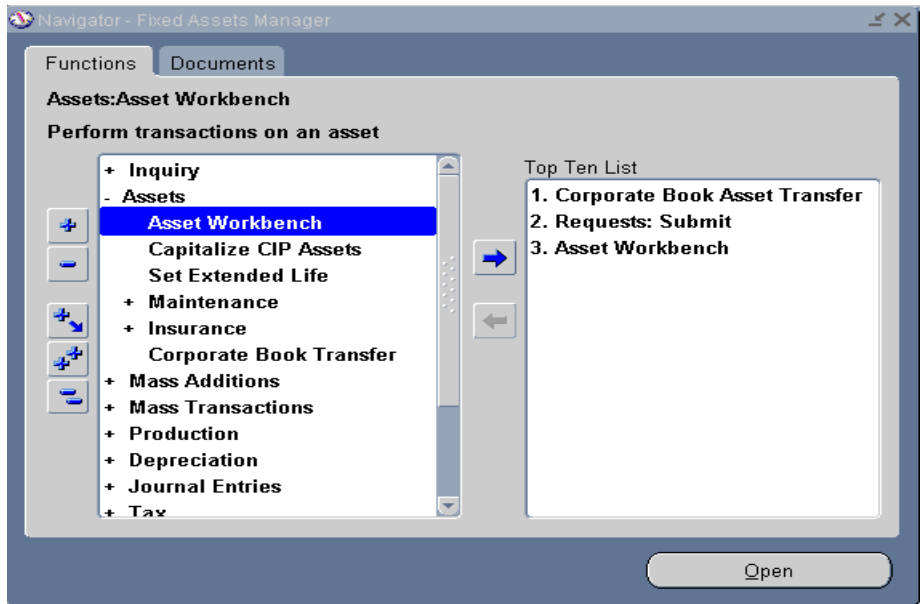 Navigator - Fixed Assets Manager
Functions Documents
Assets:Asset Workbench
Perform transactions on an asset
+ Inquiry
- Assets
Asset Workbench
Capitalize CIP Assets
Set Extended Life
+ Maintenance
+ Insurance
Corporate Book Transfer
+ Mass Additions
+ Mass Transactions
+ Production
+ Depreciation
+ Journal Entries
+ Tax
Top Ten List
1. Corporate Book Asset Transfer
2. Requests: Submit
3. Asset Workbench
Open